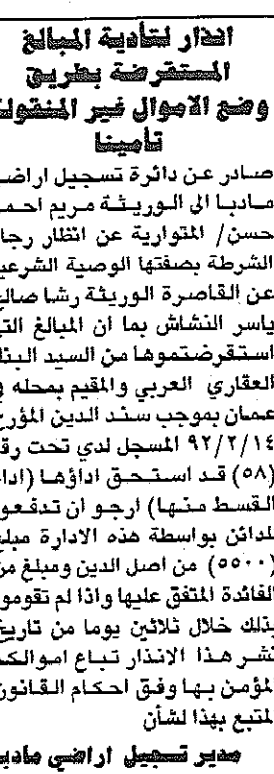 انذار لتأدية المبالغ
المستقرضة بطريق
وضع الاموال غير المنقولة
تأمينا
صادر عن دائرة تسجيل اراضي
مادبا الى الوريثة مريم احمد
حسن/ المتوارية عن انظار رجال
الشرطة بصفتها الوصية الشرعية
عن القاصرة الوريثة رشا صالح
ياسر النشاش بما ان المبالغ التي
استقرضتموها من السيد البنك
العقاري العربي والمقيم بمحله في
عمان بموجب سند الدين المؤرخ
٩٢/٢/١٤ المسجل لدي تحت رقم
(٥٨) قد استحق اداؤها (اداء
القسط منها) ارجو ان تدفعوا
للدائن بواسطة هذه الادارة مبلغ
(٥٥٠٠) من اصل الدين ومبلغ من
الفائدة المتفق عليها واذا لم تقوموا
بذلك خلال ثلاثين يوما من تاريخ
نشر هذا الانذار تباع اموالكم
المؤمن بها وفق احكام القانون
المتبع بهذا لشأن
مدير تسجيل اراضي مادبا